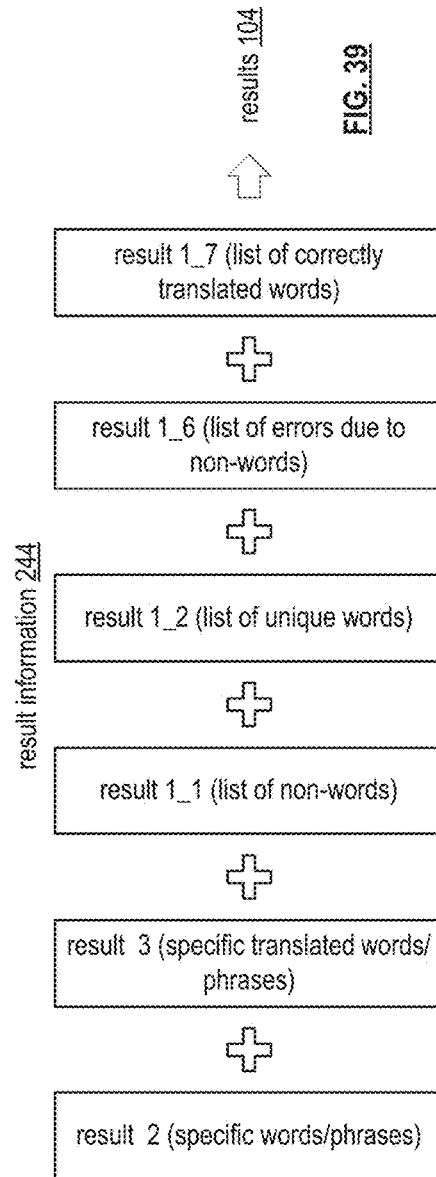 result information 244
result 2 (specific words/phrases)
result 3 (specific translated words/
phrases)
result 1_1 (list of non-words)
result 1_2 (list of unique words)
result 1_6 (list of errors due to
non-words)
result 1_7 (list of correctly
translated words)
results 104
FIG. 39